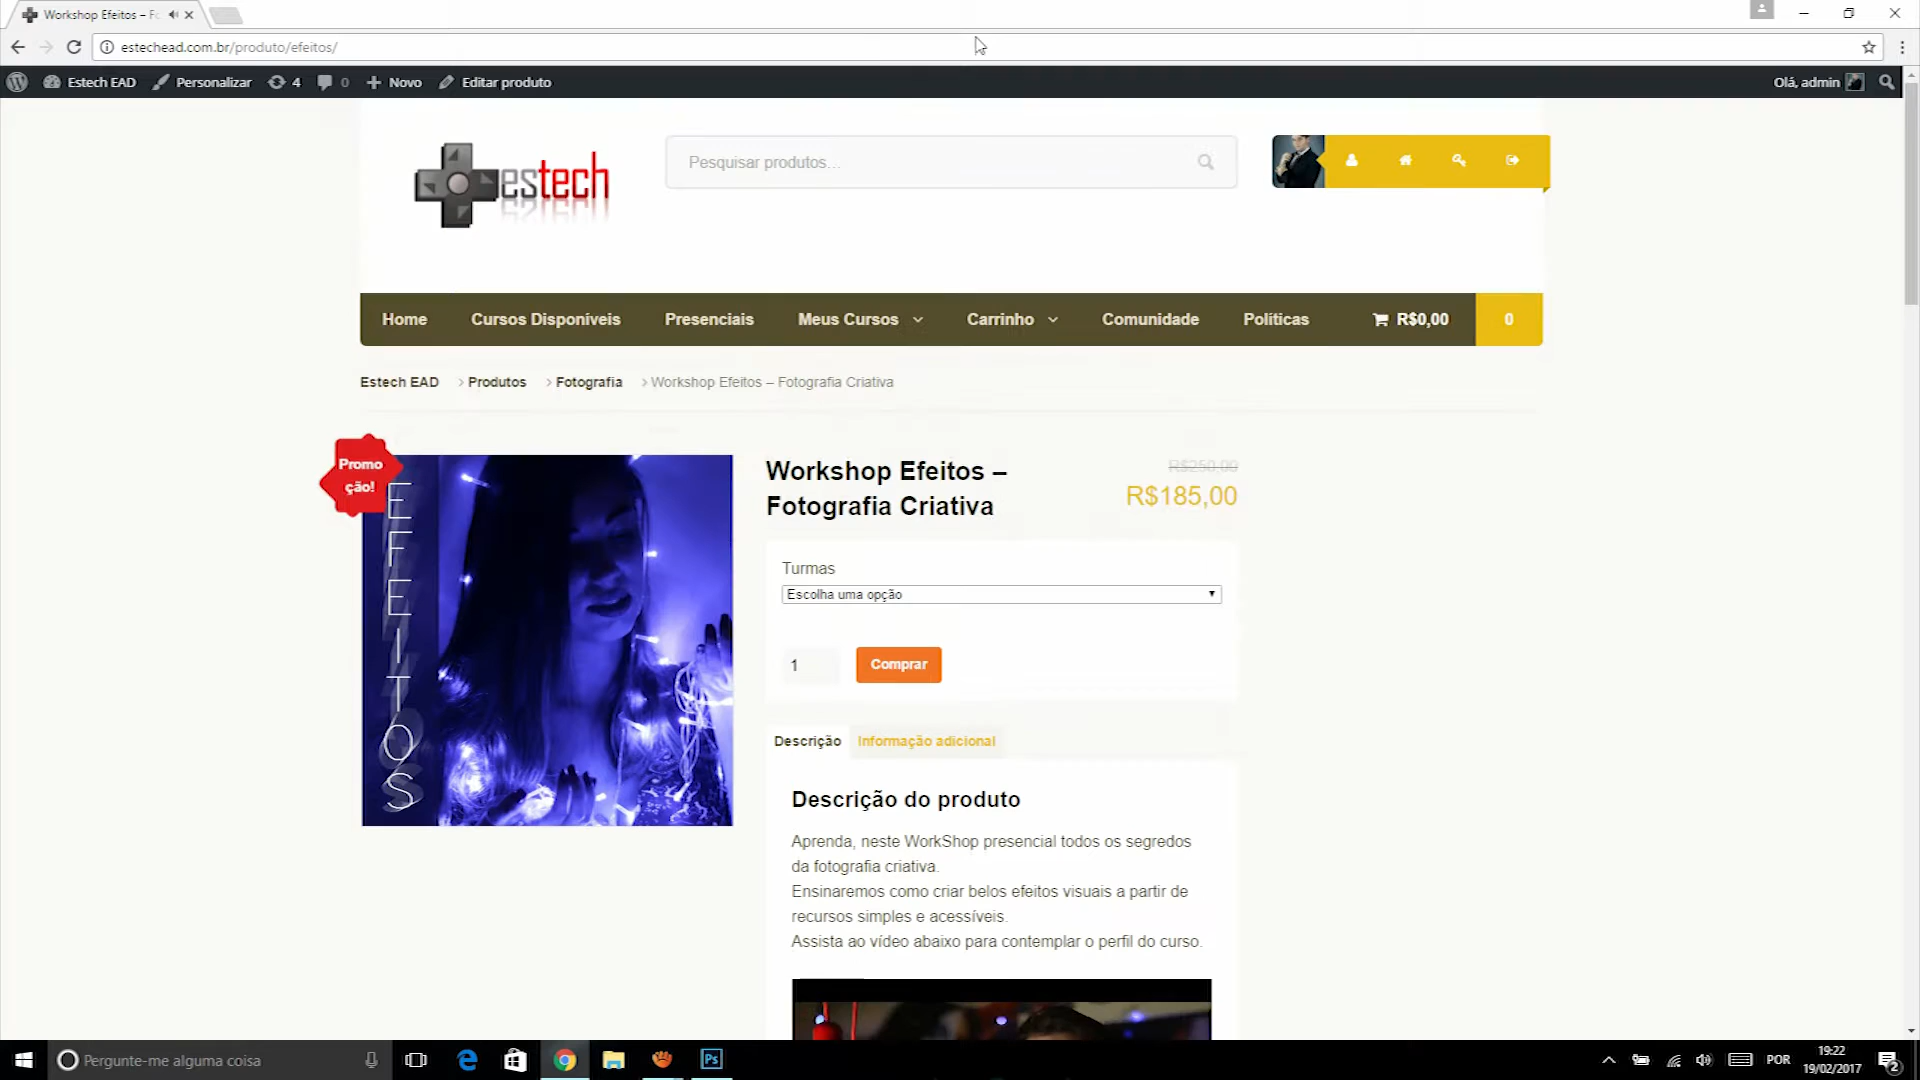 Workshop Efeitos – Fo
estechead.com.br/produto/efeitos/
Estech EAD Personalizar 4 0 Novo Editar produto Olá, admin
estech
Pesquisar produtos…
Home Cursos Disponíveis Presenciais Meus Cursos Carrinho Comunidade Políticas R$0,00 0
Estech EAD > Produtos > Fotografia > Workshop Efeitos – Fotografia Criativa
Promo
ção!
EFEITOS
Workshop Efeitos –
Fotografia Criativa
R$250,00
R$185,00
Turmas
Escolha uma opção
1 Comprar
Descrição Informação adicional
Descrição do produto
Aprenda, neste WorkShop presencial todos os segredos
da fotografia criativa.
Ensinaremos como criar belos efeitos visuais a partir de
recursos simples e acessíveis.
Assista ao vídeo abaixo para contemplar o perfil do curso.
Pergunte-me alguma coisa
Ps
POR
19:22
19/02/2017
2